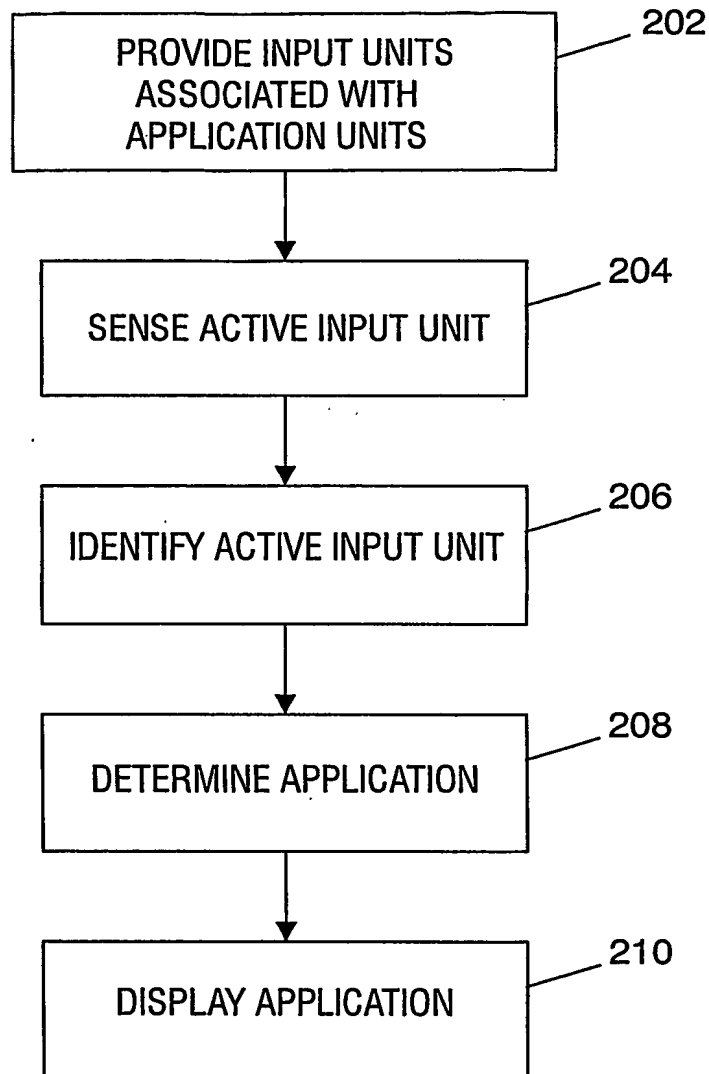 202
PROVIDE INPUT UNITS
ASSOCIATED WITH
APPLICATION UNITS
204
SENSE ACTIVE INPUT UNIT
206
IDENTIFY ACTIVE INPUT UNIT
208
DETERMINE APPLICATION
210
DISPLAY APPLICATION